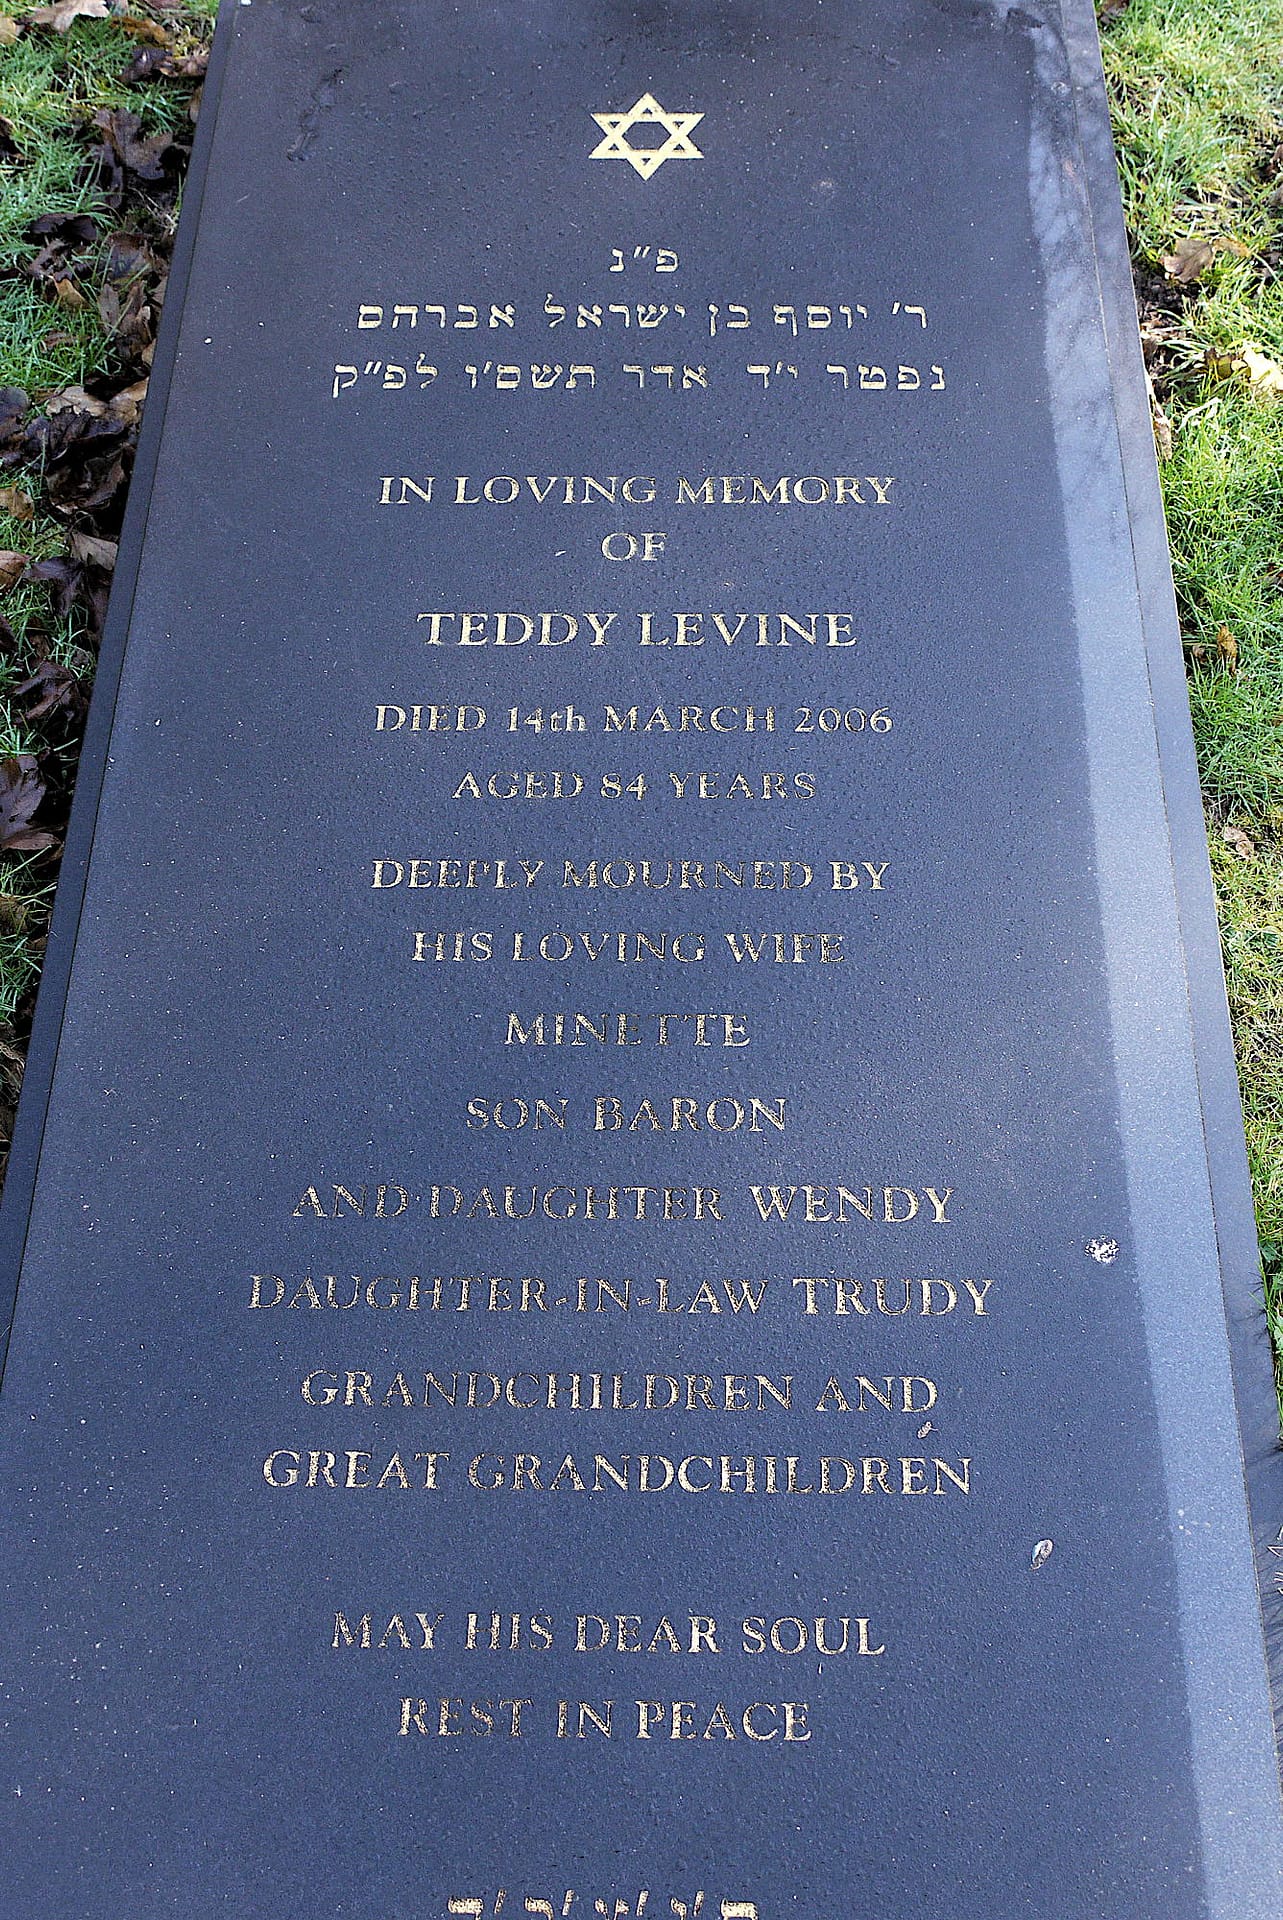 פ״נ
ר׳ יוסף בן ישראל אברהם
נפטר י׳ד אדר תשס׳ו לפ״ק
IN LOVING MEMORY
OF
TEDDY LEVINE
DIED 14th MARCH 2006
AGED 84 YEARS
DEEPLY MOURNED BY
HIS LOVING WIFE
MINETTE
SON BARON
AND DAUGHTER WENDY
DAUGHTER-IN-LAW TRUDY
GRANDCHILDREN AND
GREAT GRANDCHILDREN
MAY HIS DEAR SOUL
REST IN PEACE